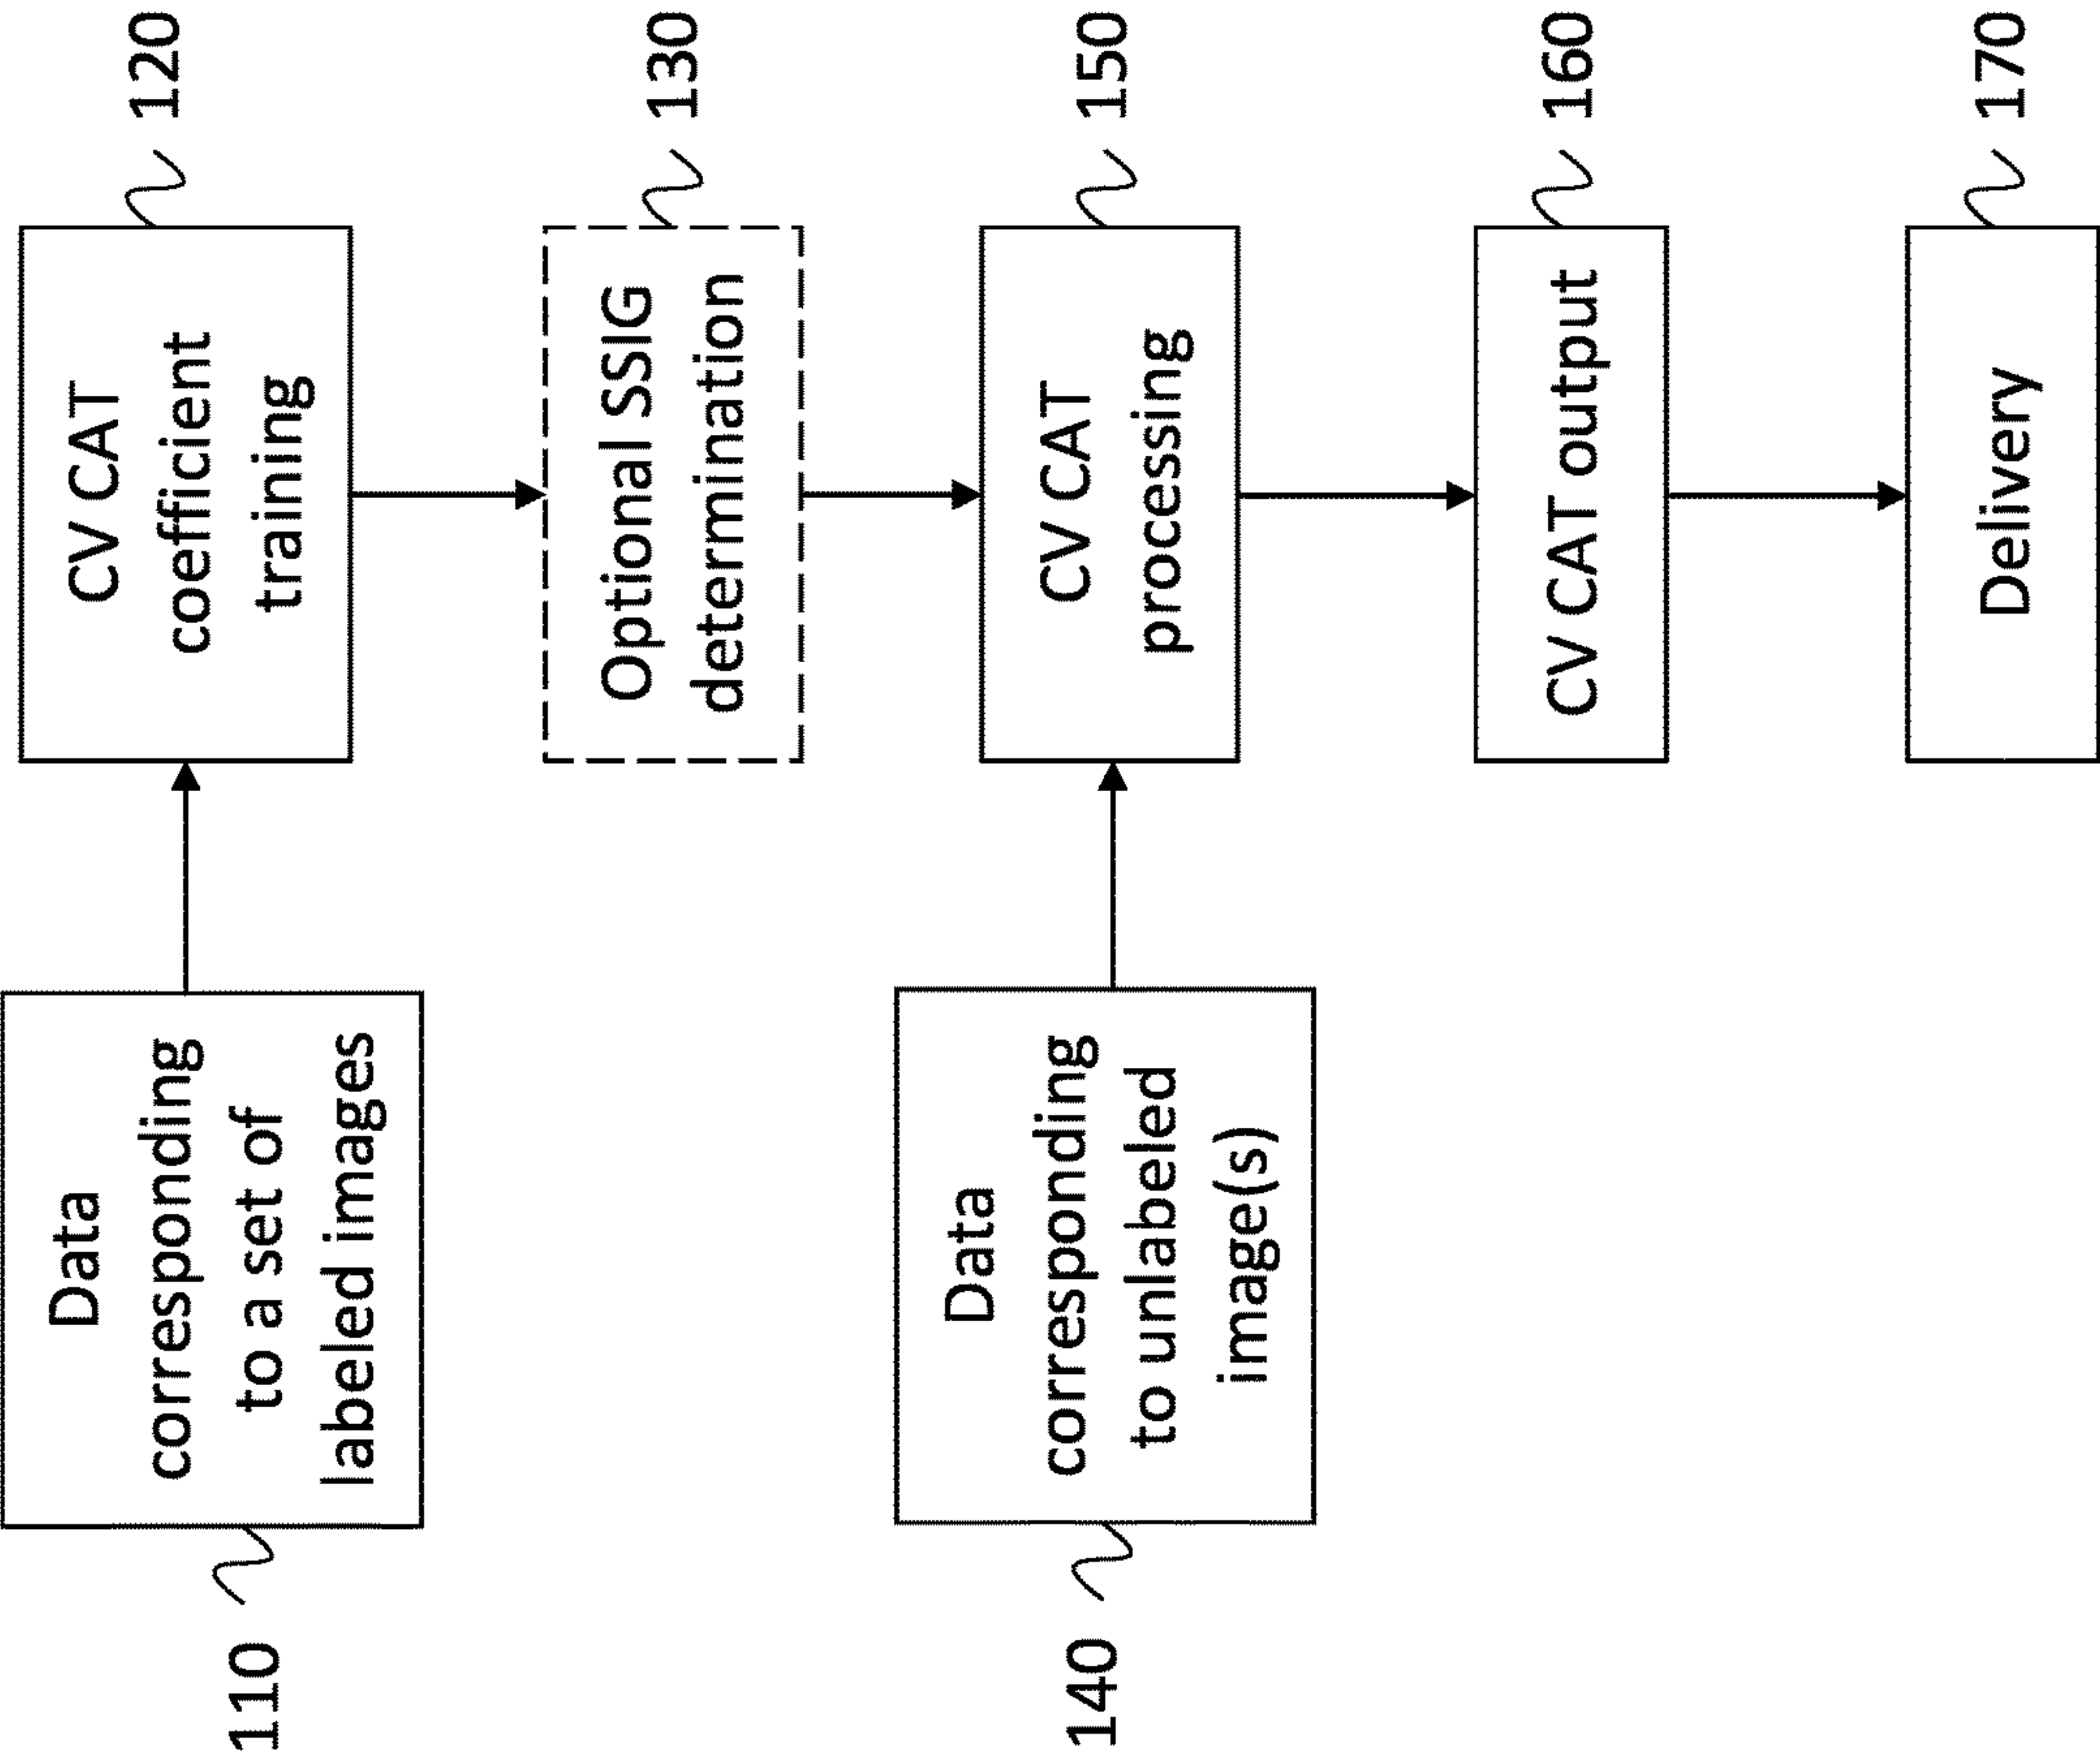 110
Data
corresponding
to a set of
labeled images
CV CAT
coefficient
training
120
Optional SSIG
determination
130
140
Data
corresponding
to unlabeled
image(s)
CV CAT
processing
150
CV CAT output
160
Delivery
170